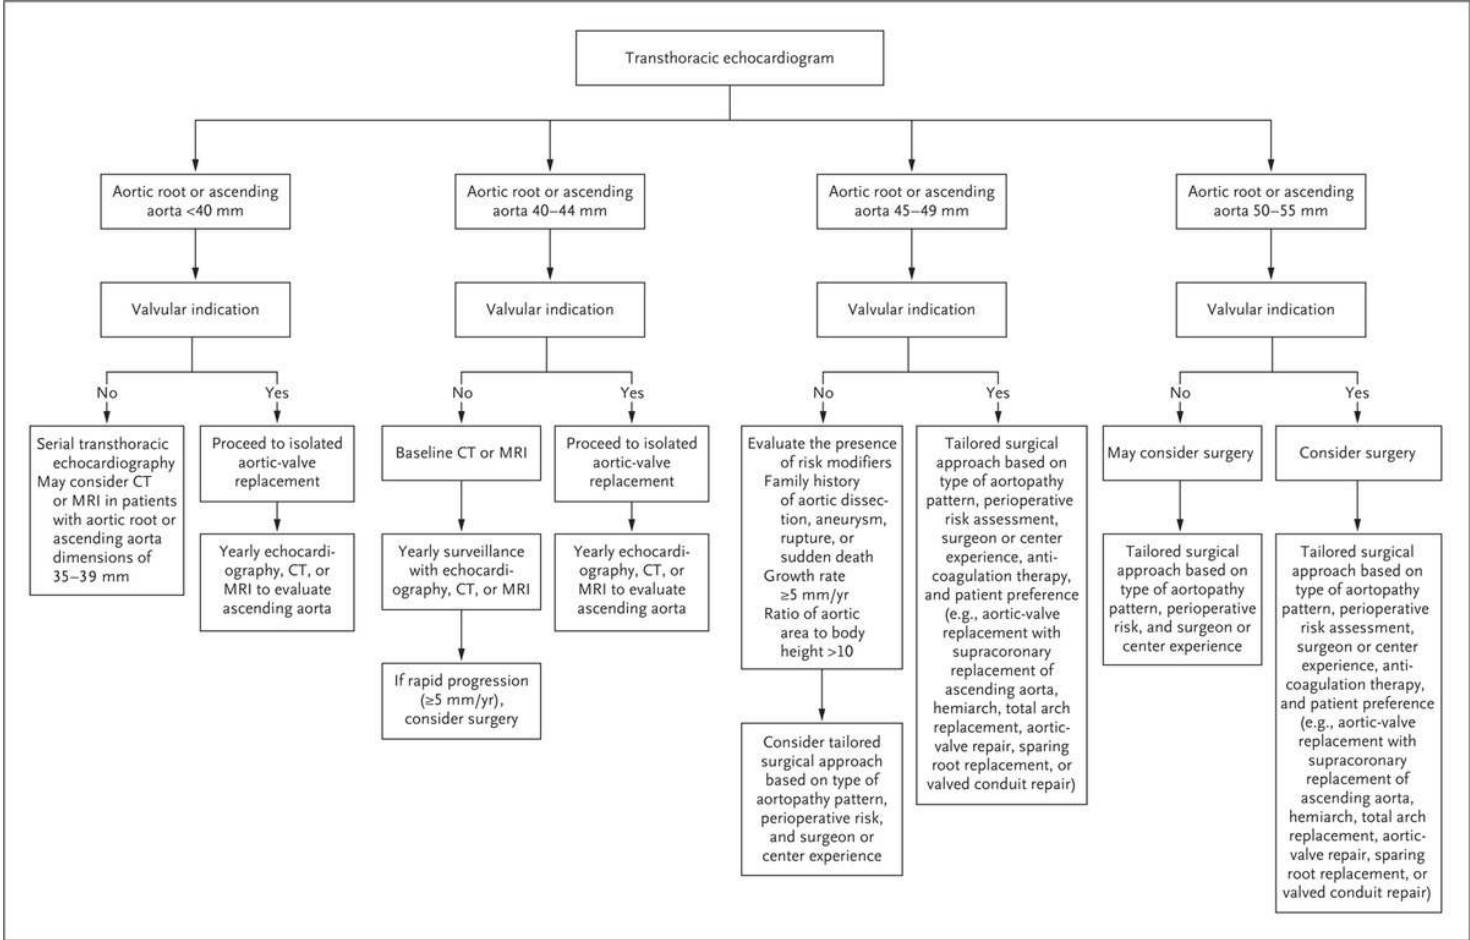 Transthoracic echocardiogram
Aortic root or ascending
aorta <40 mm
Aortic root or ascending
aorta 40–44 mm
Aortic root or ascending
aorta 45–49 mm
Aortic root or ascending
aorta 50–55 mm
Valvular indication
Valvular indication
Valvular indication
Valvular indication
No
Yes
No
Yes
No
Yes
No
Yes
Serial transthoracic
echocardiography
May consider CT
or MRI in patients
with aortic root or
ascending aorta
dimensions of
35–39 mm
Proceed to isolated
aortic-valve
replacement
Yearly echocardi-
ography, CT, or
MRI to evaluate
ascending aorta
Baseline CT or MRI
Yearly surveillance
with echocardi-
ography, CT, or MRI
If rapid progression
(≥5 mm/yr),
consider surgery
Proceed to isolated
aortic-valve
replacement
Yearly echocardi-
ography, CT, or
MRI to evaluate
ascending aorta
Evaluate the presence
of risk modifiers
Family history
of aortic dissec-
tion, aneurysm,
rupture, or
sudden death
Growth rate
≥5 mm/yr
Ratio of aortic
area to body
height >10
Consider tailored
surgical approach
based on type of
aortopathy pattern,
perioperative risk,
and surgeon or
center experience
Tailored surgical
approach based on
type of aortopathy
pattern, perioperative
risk assessment,
surgeon or center
experience, anti-
coagulation therapy,
and patient preference
(e.g., aortic-valve
replacement with
supracoronary
replacement of
ascending aorta,
hemiarch, total arch
replacement, aortic-
valve repair, sparing
root replacement, or
valved conduit repair)
May consider surgery
Tailored surgical
approach based on
type of aortopathy
pattern, perioperative
risk, and surgeon or
center experience
Consider surgery
Tailored surgical
approach based on
type of aortopathy
pattern, perioperative
risk assessment,
surgeon or center
experience, anti-
coagulation therapy,
and patient preference
(e.g., aortic-valve
replacement with
supracoronary
replacement of
ascending aorta,
hemiarch, total arch
replacement, aortic-
valve repair, sparing
root replacement, or
valved conduit repair)